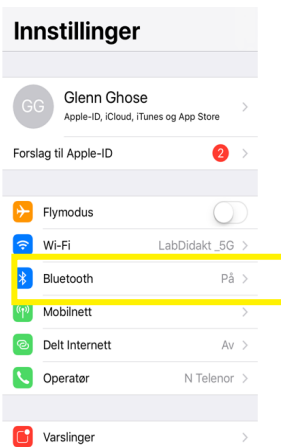 Innstillinger
GG
Glenn Ghose
Apple-ID, iCloud, iTunes og App Store
Forslag til Apple-ID 2
Flymodus
Wi-Fi LabDidakt _5G
Bluetooth På
Mobilnett
Delt Internett Av
Operatør N Telenor
Varslinger